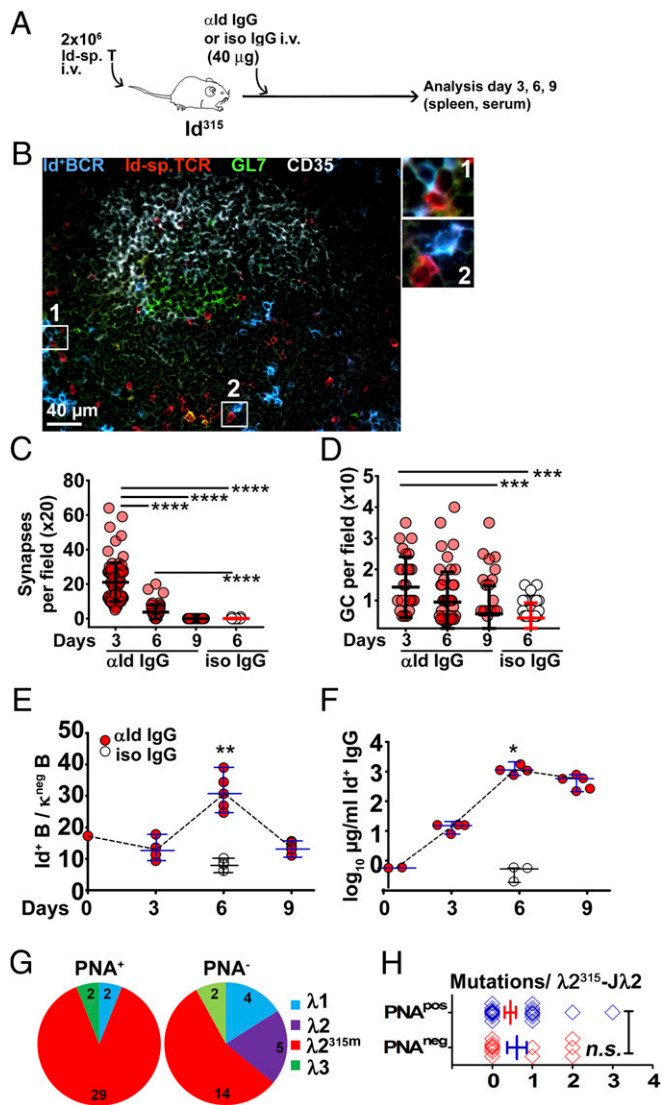 A
2x10⁶
Id-sp. T
i.v.
αId IgG
or iso IgG i.v.
(40 µg)
Id³¹⁵
Analysis day 3, 6, 9
(spleen, serum)
B
Id⁺BCR Id-sp.TCR GL7 CD35
1
2
40 µm
1
2
C
Synapses
per field (x20)
80
60
40
20
0
****
****
****
****
Days 3 6 9 6
αId IgG iso IgG
D
GC per field (x10)
5
4
3
2
1
***
***
Days 3 6 9 6
αId IgG iso IgG
E
αId IgG
iso IgG
Id⁺ B / κⁿᵉᵍ B
50
40
30
20
10
0
**
Days 0 3 6 9
F
log₁₀ µg/ml Id⁺ IgG
4
3
2
1
0
*
0 3 6 9
G
PNA⁺ PNA⁻
2 2
29
2 4
5
14
λ1
λ2
λ2³¹⁵ᵐ
λ3
H
Mutations/ λ2³¹⁵-Jλ2
PNAᵖᵒˢ
PNAⁿᵉᵍ
n.s.
0 1 2 3 4